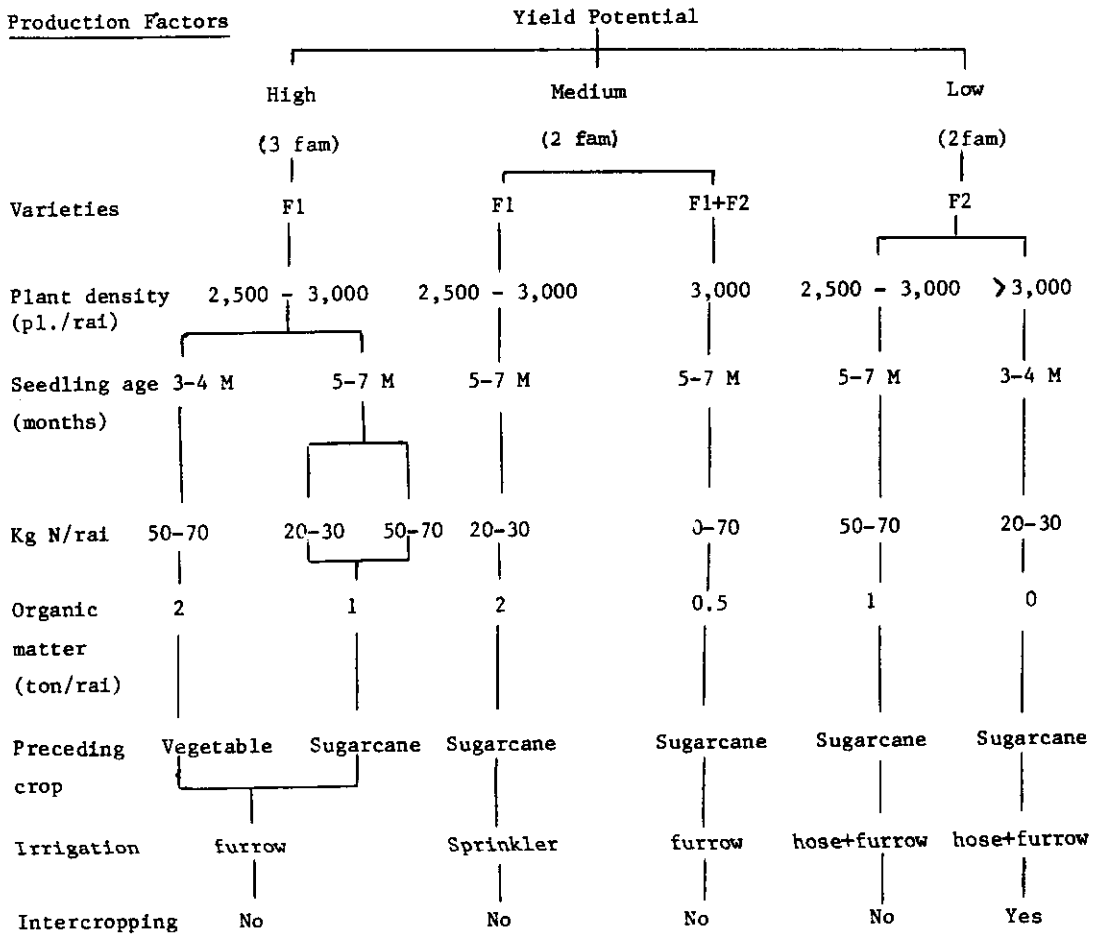 Production Factors Yield Potential
High Medium Low
(3 fam) (2 fam) (2fam)
Varieties F1 F1 F1+F2 F2
Plant density 2,500 - 3,000 2,500 - 3,000 3,000 2,500 - 3,000 >3,000
(pl./rai)
Seedling age 3-4 M 5-7 M 5-7 M 5-7 M 5-7 M 3-4 M
(months)
Kg N/rai 50-70 20-30 50-70 20-30 0-70 50-70 20-30
Organic 2 1 2 0.5 1 0
matter
(ton/rai)
Preceding Vegetable Sugarcane Sugarcane Sugarcane Sugarcane Sugarcane
crop
Irrigation furrow Sprinkler furrow hose+furrow hose+furrow
Intercropping No No No No Yes